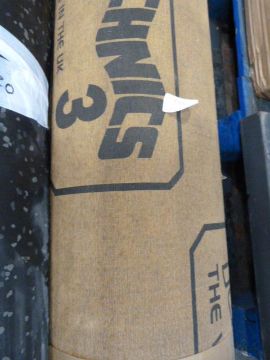 CHNICS
3
IN THE UK
THE